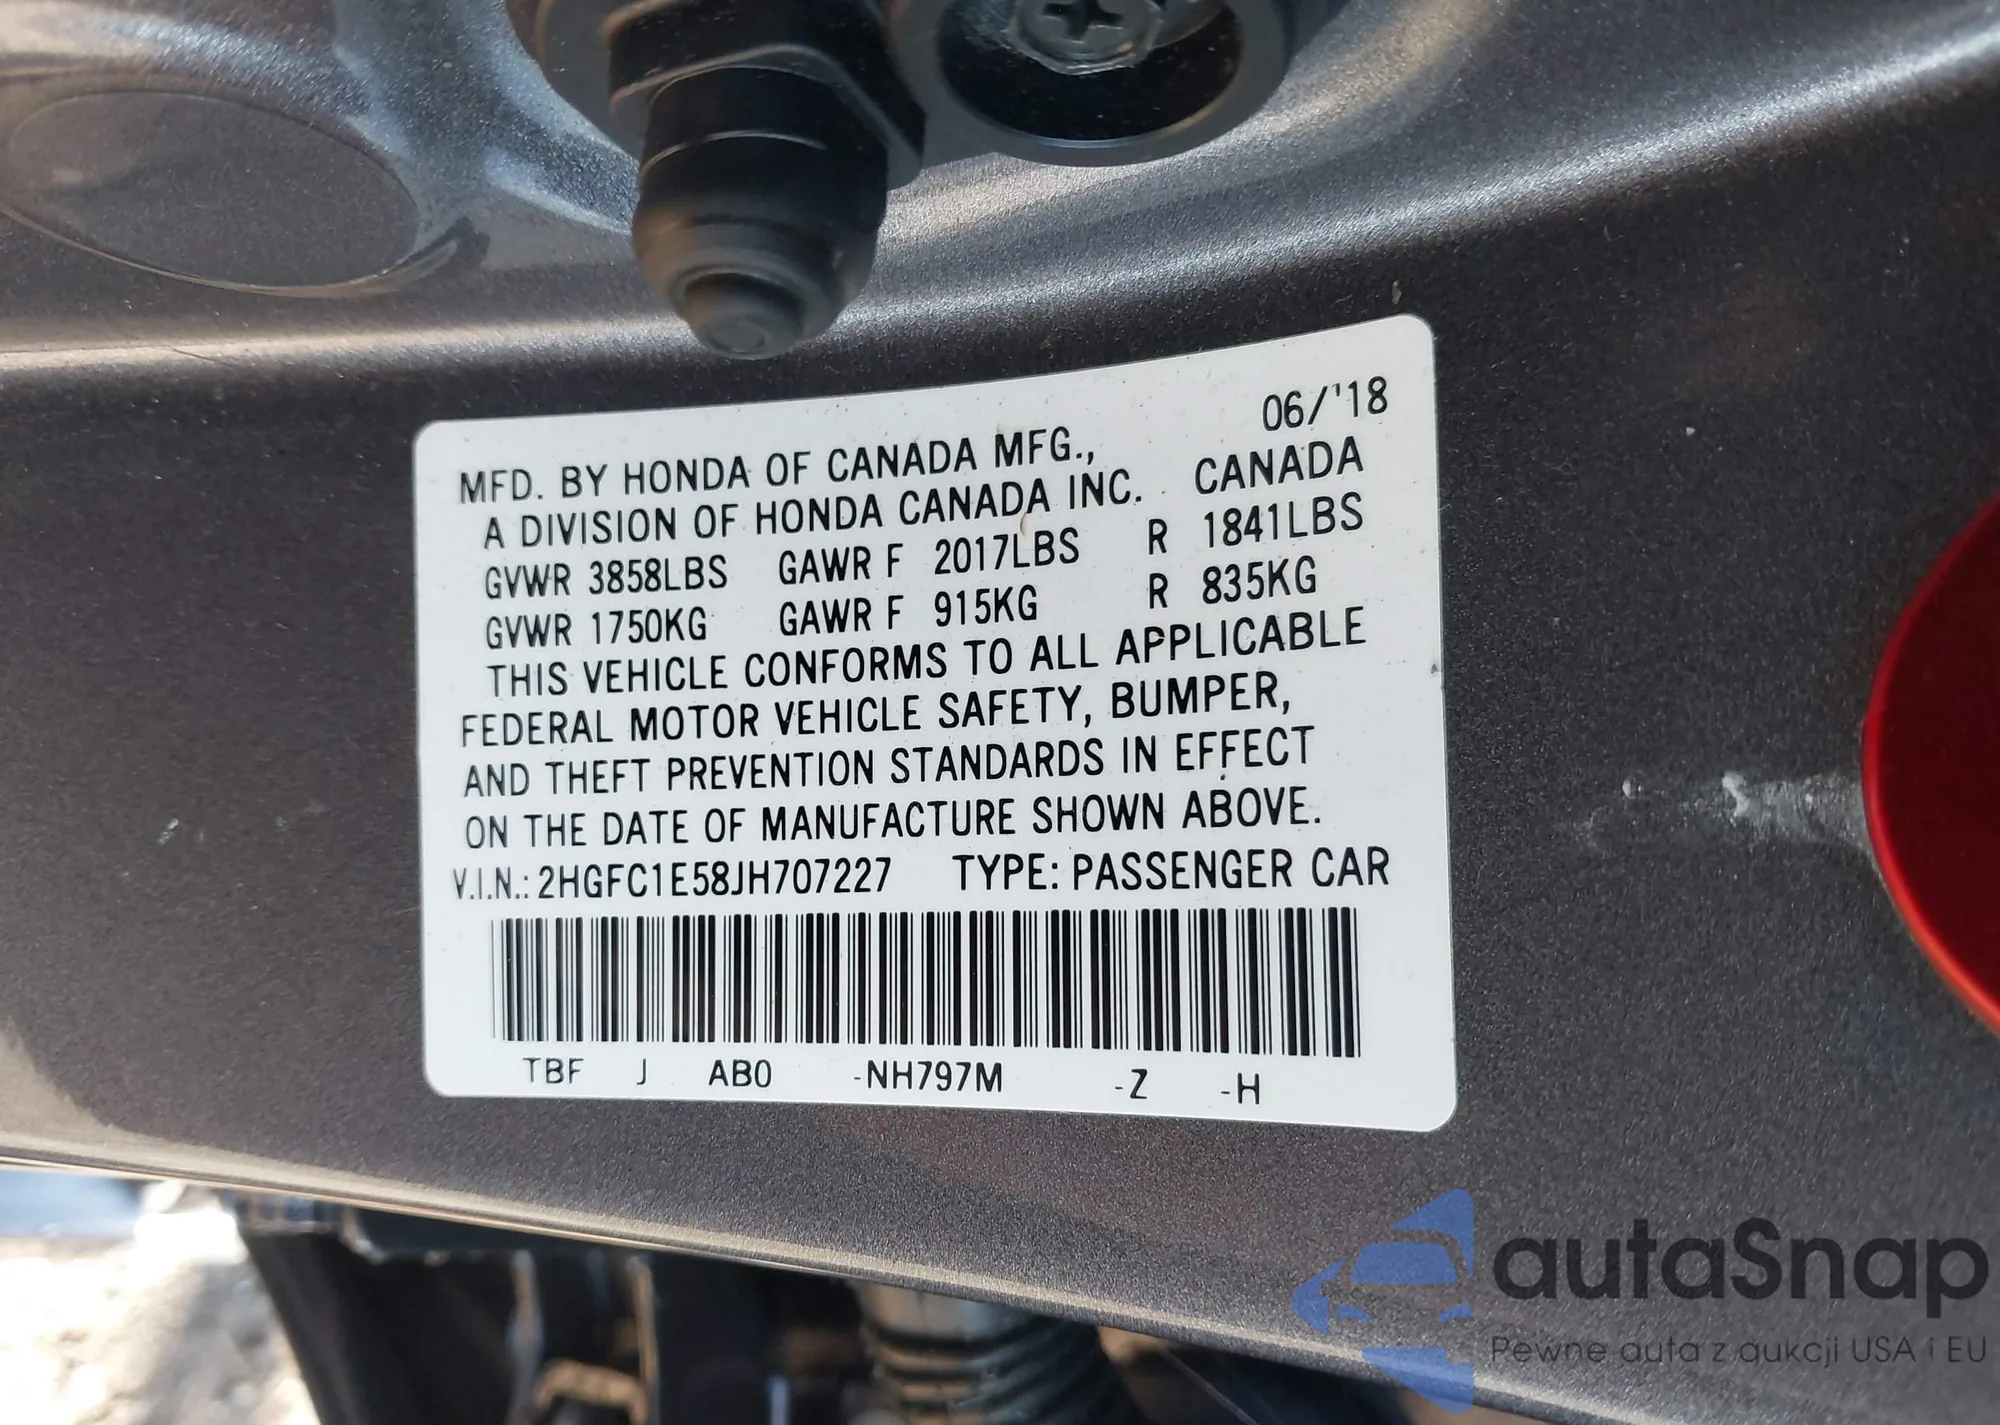 06/'18
MFD. BY HONDA OF CANADA MFG.,
A DIVISION OF HONDA CANADA INC. CANADA
GVWR 3858LBS GAWR F 2017LBS R 1841LBS
GVWR 1750KG GAWR F 915KG R 835KG
THIS VEHICLE CONFORMS TO ALL APPLICABLE
FEDERAL MOTOR VEHICLE SAFETY, BUMPER,
AND THEFT PREVENTION STANDARDS IN EFFECT
ON THE DATE OF MANUFACTURE SHOWN ABOVE.
V.I.N.: 2HGFC1E58JH707227 TYPE: PASSENGER CAR
TBF J AB0 -NH797M -Z -H
autaSnap
Pewne auta z aukcji USA i EU